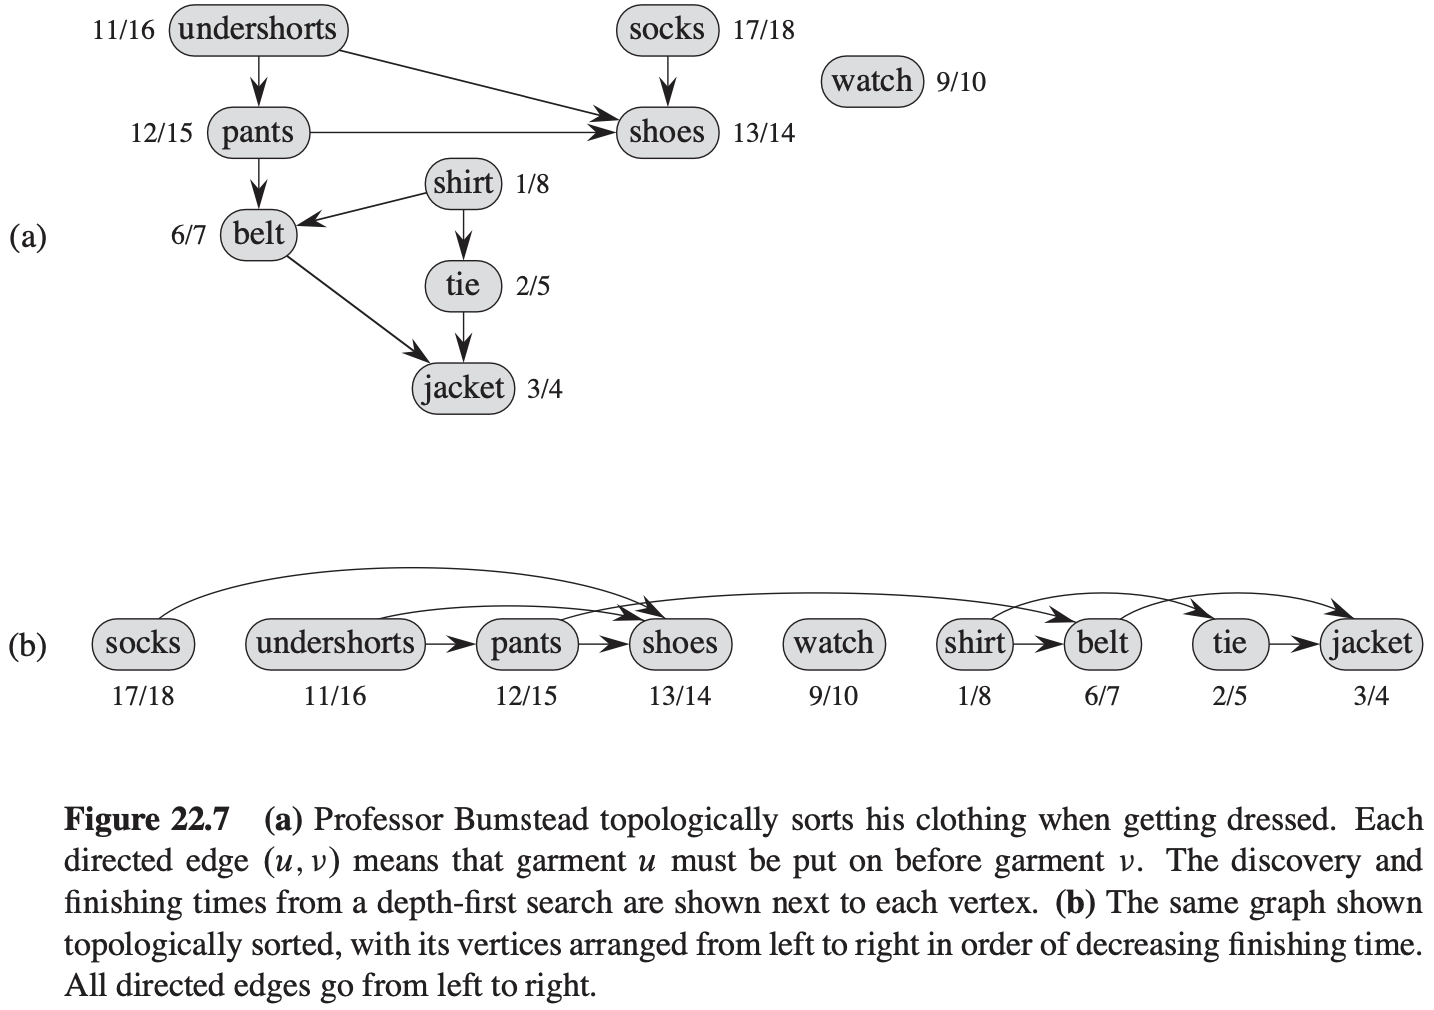 11/16 undershorts socks 17/18
watch 9/10
12/15 pants shoes 13/14
shirt 1/8
(a) 6/7 belt
tie 2/5
jacket 3/4
(b) socks undershorts pants shoes watch shirt belt tie jacket
17/18 11/16 12/15 13/14 9/10 1/8 6/7 2/5 3/4
Figure 22.7 (a) Professor Bumstead topologically sorts his clothing when getting dressed. Each
directed edge (u, v) means that garment u must be put on before garment v. The discovery and
finishing times from a depth-first search are shown next to each vertex. (b) The same graph shown
topologically sorted, with its vertices arranged from left to right in order of decreasing finishing time.
All directed edges go from left to right.